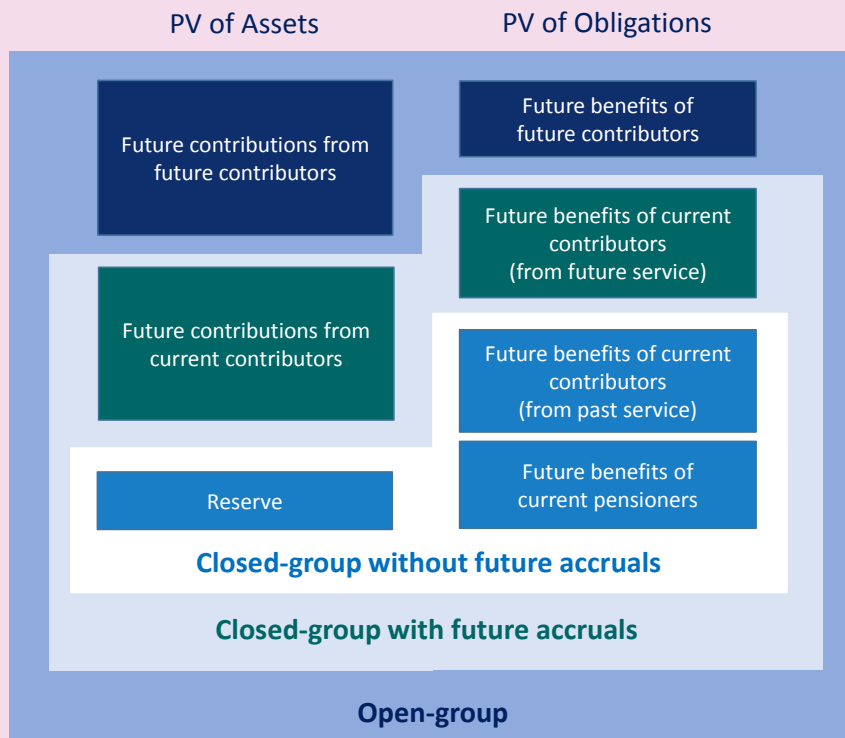 PV of Assets
PV of Obligations
Future contributions from
future contributors
Future benefits of
future contributors
Future benefits of current
contributors
(from future service)
Future contributions from
current contributors
Future benefits of current
contributors
(from past service)
Reserve
Future benefits of
current pensioners
Closed-group without future accruals
Closed-group with future accruals
Open-group